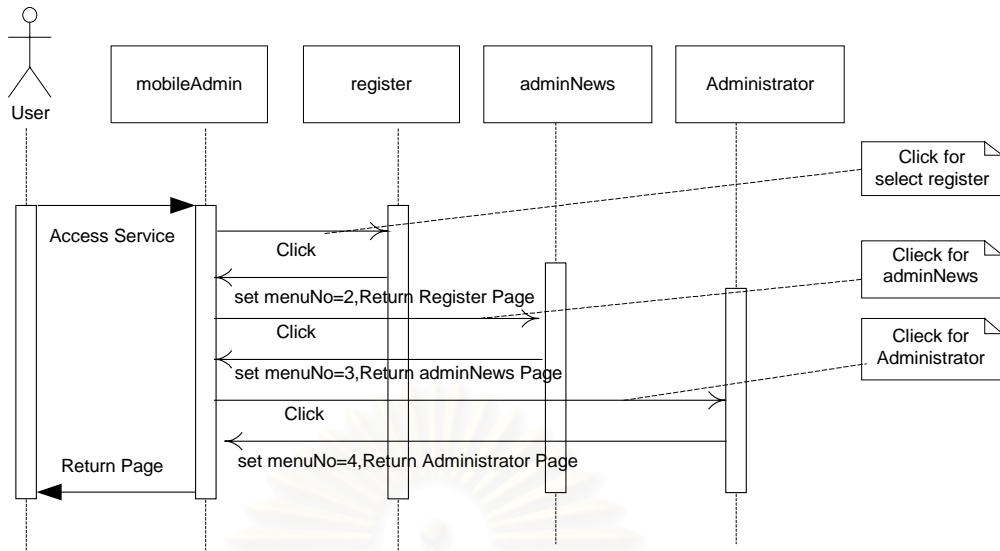 User
mobileAdmin
register
adminNews
Administrator
Click for
select register
Access Service
Click
Clieck for
adminNews
set menuNo=2,Return Register Page
Click
Clieck for
Administrator
set menuNo=3,Return adminNews Page
Click
set menuNo=4,Return Administrator Page
Return Page